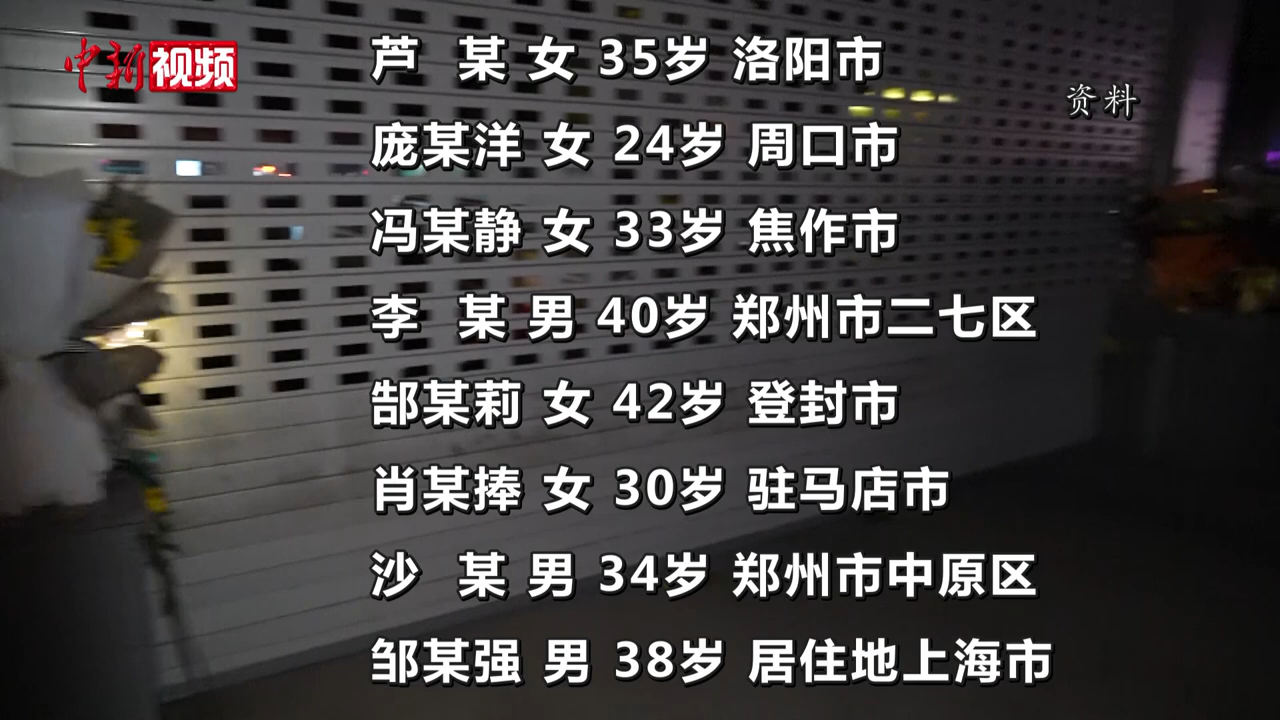 中新视频
资料
芦 某 女 35岁 洛阳市
庞某洋 女 24岁 周口市
冯某静 女 33岁 焦作市
李 某 男 40岁 郑州市二七区
郜某莉 女 42岁 登封市
肖某捧 女 30岁 驻马店市
沙 某 男 34岁 郑州市中原区
邹某强 男 38岁 居住地上海市